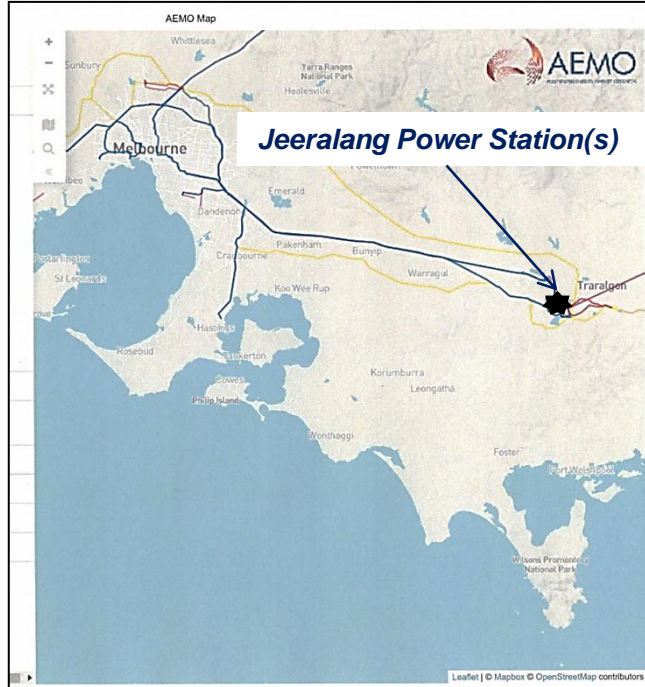 AEMO Map
Whittlesea
Sunbury
Yarra Ranges
National Park
Healesville
AEMO
Jeeralang Power Station(s)
Melbourne
Emerald
Dandenong
Pakenham
Bunyip
Cranbourne
Warragul
Traralgon
St Leonards
Koo Wee Rup
Hastings
Rosebud
Cowes
Korumburra
Leongatha
Philip Island
Wonthaggi
Foster
Port Welshpool
Wilsons Promontory
National Park
Leaflet | © Mapbox © OpenStreetMap contributors